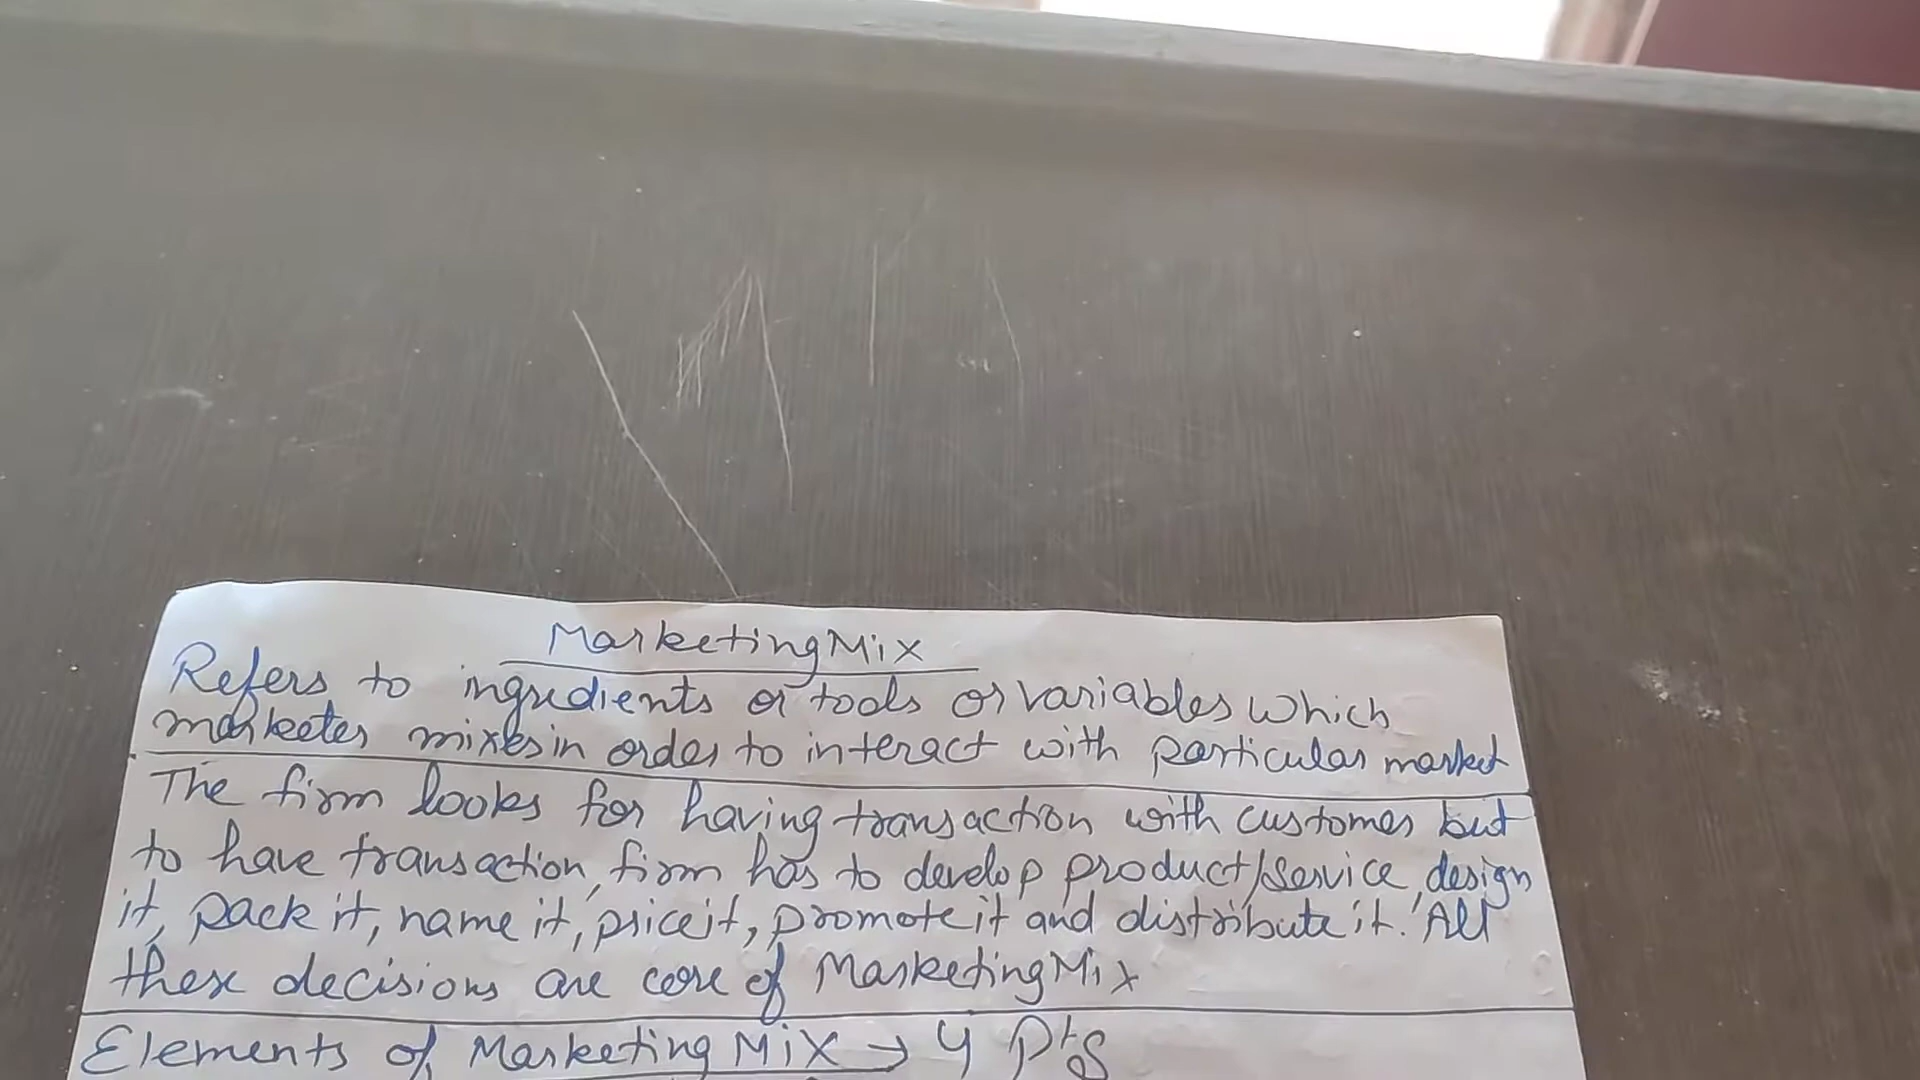 Marketing Mix
Refers to ingredients or tools or variables which
marketer mixes in order to interact with particular market
The firm looks for having transaction with customer but
to have transaction, firm has to develop product/service, design
it, pack it, name it, price it, promote it and distribute it. All
these decisions are core of Marketing Mix
Elements of Marketing Mix → 4 P's